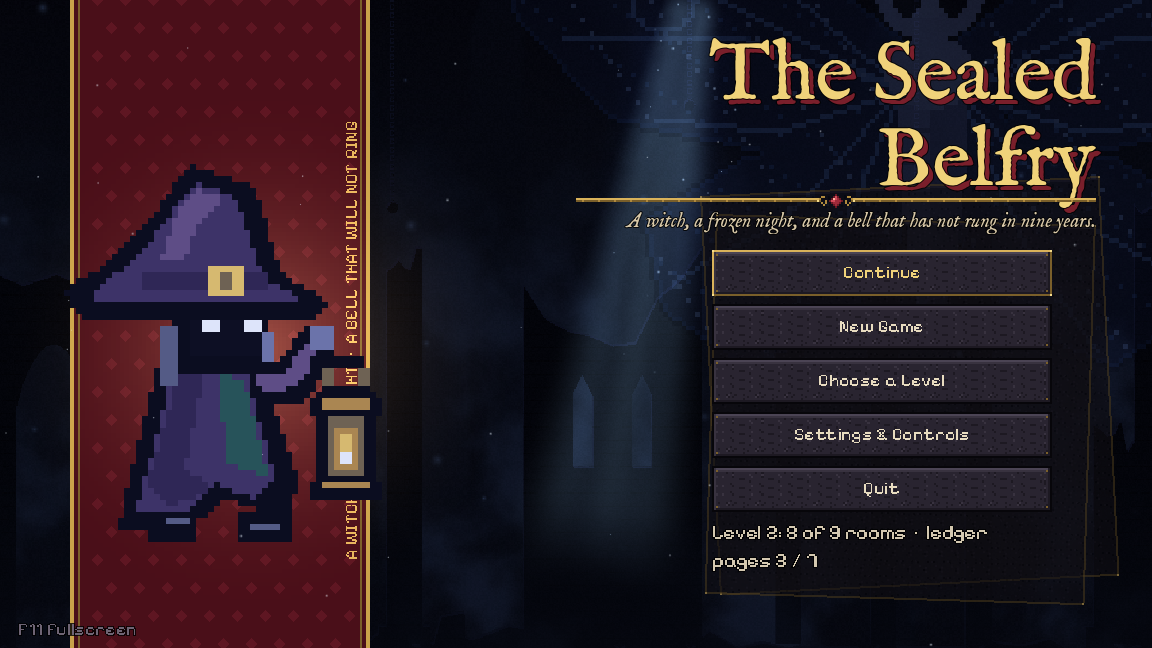 The Sealed
Belfry
A witch, a frozen night, and a bell that has not rung in nine years.
Continue
New Game
Choose a Level
Settings & Controls
Quit
Level 2: 8 of 9 rooms · ledger
pages 3 / 7
A WITCH
HT · A BELL THAT WILL NOT RING
F11 Fullscreen